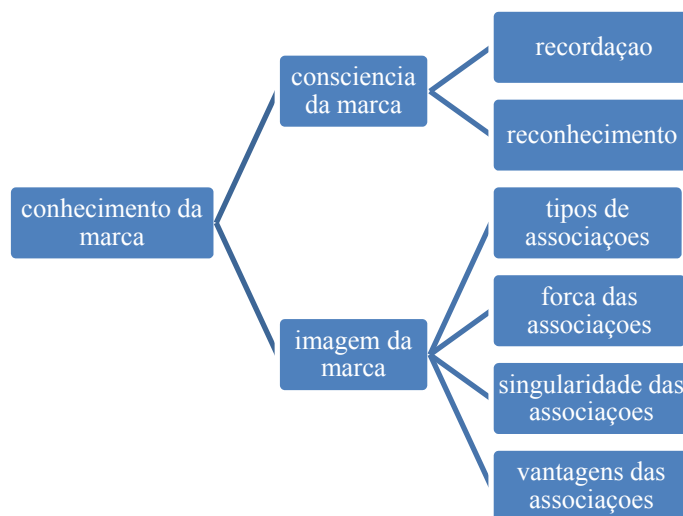 conhecimento da
marca
consciencia
da marca
recordaçao
reconhecimento
imagem da
marca
tipos de
associaçoes
forca das
associaçoes
singularidade das
associaçoes
vantagens das
associaçoes